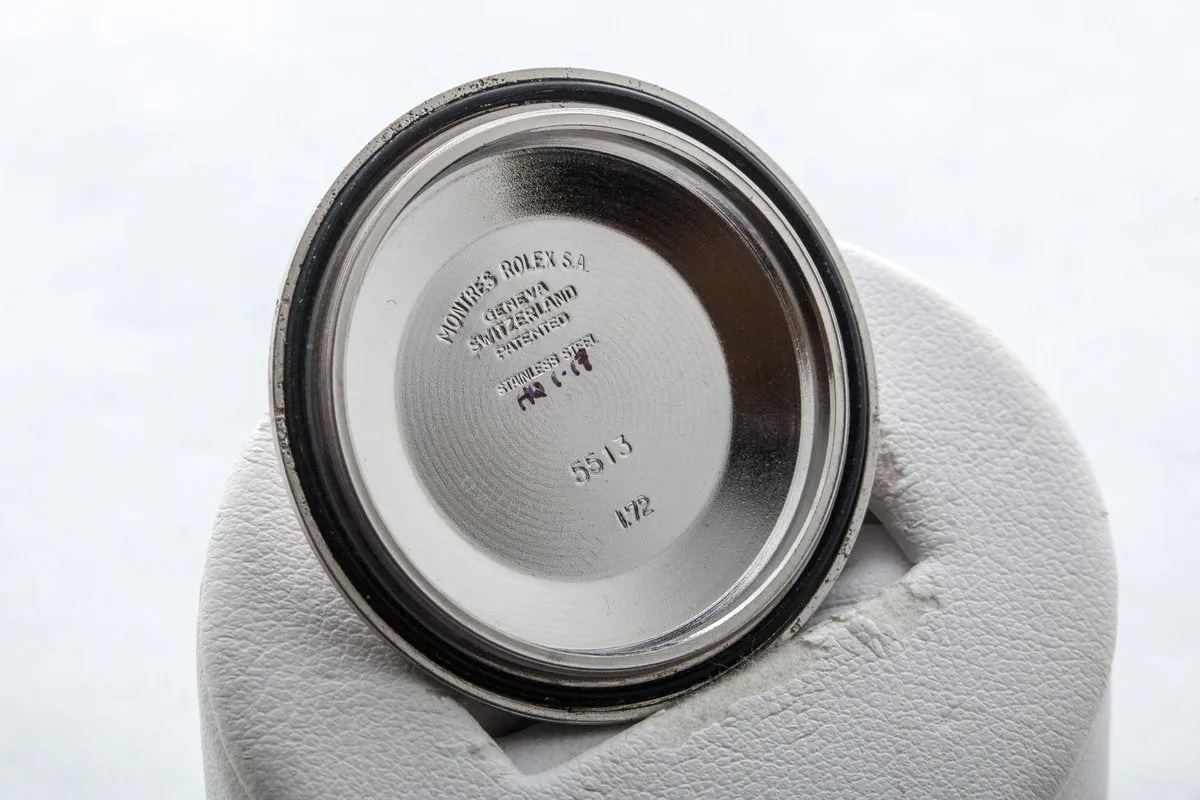 MONTRES ROLEX S.A.
GENEVA
SWITZERLAND
PATENTED
STAINLESS STEEL
5513
I.72